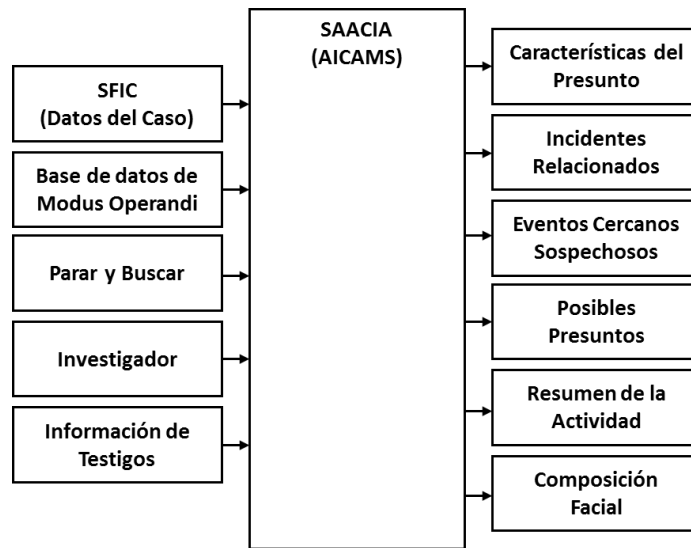 SAACIA
(AICAMS)
SFIC
(Datos del Caso)
Base de datos de
Modus Operandi
Parar y Buscar
Investigador
Información de
Testigos
Características del
Presunto
Incidentes
Relacionados
Eventos Cercanos
Sospechosos
Posibles
Presuntos
Resumen de la
Actividad
Composición
Facial